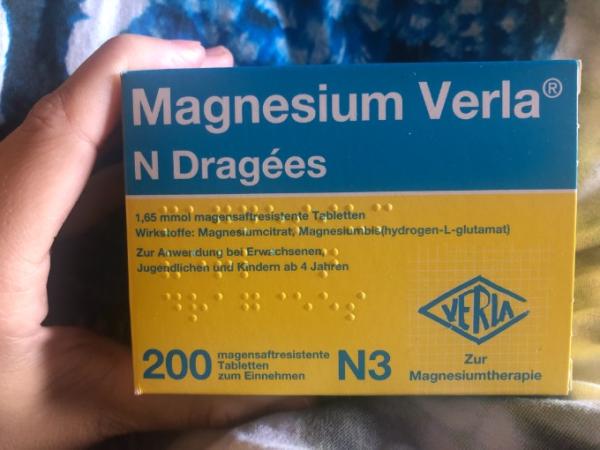 Magnesium Verla®
N Dragées
1,65 mmol magensaftresistente Tabletten
Wirkstoffe: Magnesiumcitrat, Magnesiumbis(hydrogen-L-glutamat)
Zur Anwendung bei Erwachsenen,
Jugendlichen und Kindern ab 4 Jahren
VERLA
200
magensaftresistente
Tabletten
zum Einnehmen
N3
Zur
Magnesiumtherapie